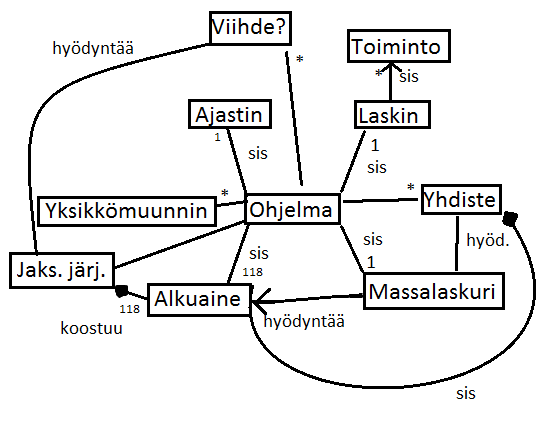 Viihde?
hyödyntää
Toiminto
*
* sis
Ajastin
Laskin
1
1
sis
sis
*
*
Yhdiste
Yksikkömuunnin
Ohjelma
sis
hyöd.
sis
1
118
Jaks. järj.
Alkuaine
Massalaskuri
118
hyödyntää
koostuu
sis